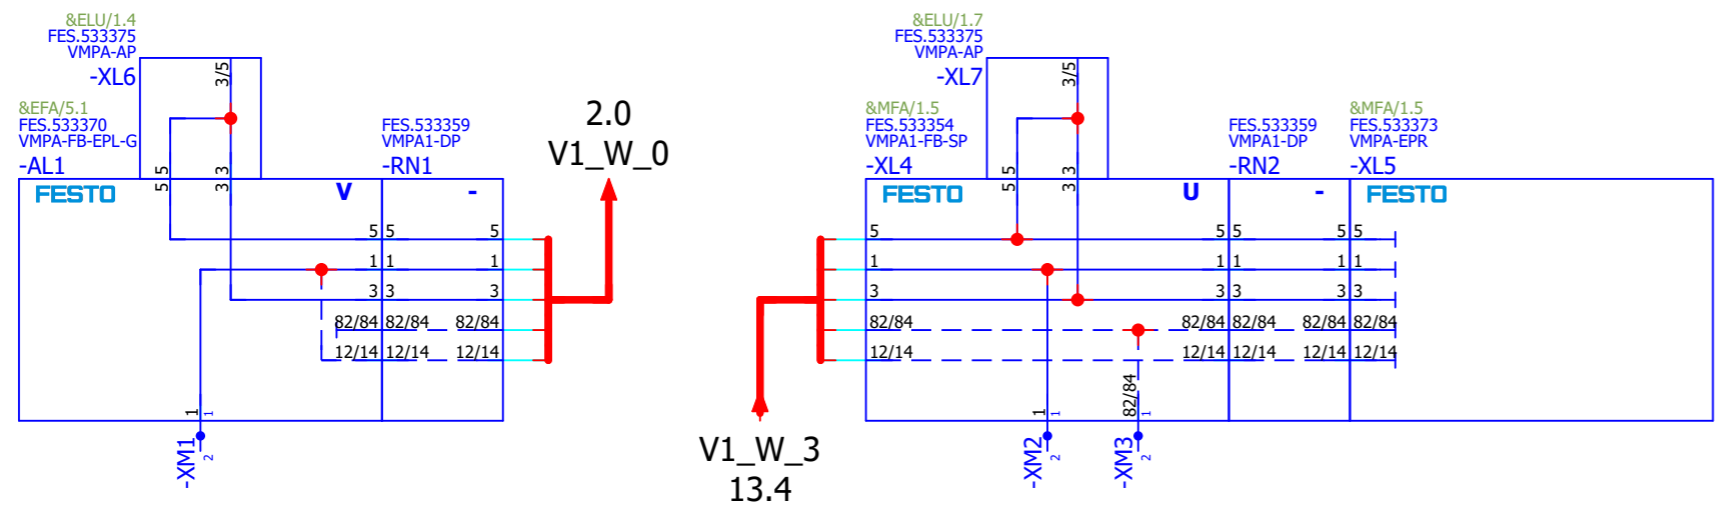 &ELU/1.4
FES.533375
VMPA-AP
-XL6
3/5
&EFA/5.1
FES.533370
VMPA-FB-EPL-G
-AL1
5 3
5 3
FESTO
V
FES.533359
VMPA1-DP
-RN1
-
5 5 5
1 1 1
3 3 3
82/84 82/84 82/84
12/14 12/14 12/14
1 1
-XM1
2
2.0
V1_W_0
V1_W_3
13.4
&ELU/1.7
FES.533375
VMPA-AP
-XL7
3/5
&MFA/1.5
FES.533354
VMPA1-FB-SP
-XL4
5 3
5 3
FESTO
U
FES.533359
VMPA1-DP
-RN2
-
&MFA/1.5
FES.533373
VMPA-EPR
-XL5
FESTO
5 5 5 5 5
1 1 1 1 1
3 3 3 3 3
82/84 82/84 82/84 82/84 82/84
12/14 12/14 12/14 12/14 12/14
1 1
-XM2
2
82/84 1
-XM3
2